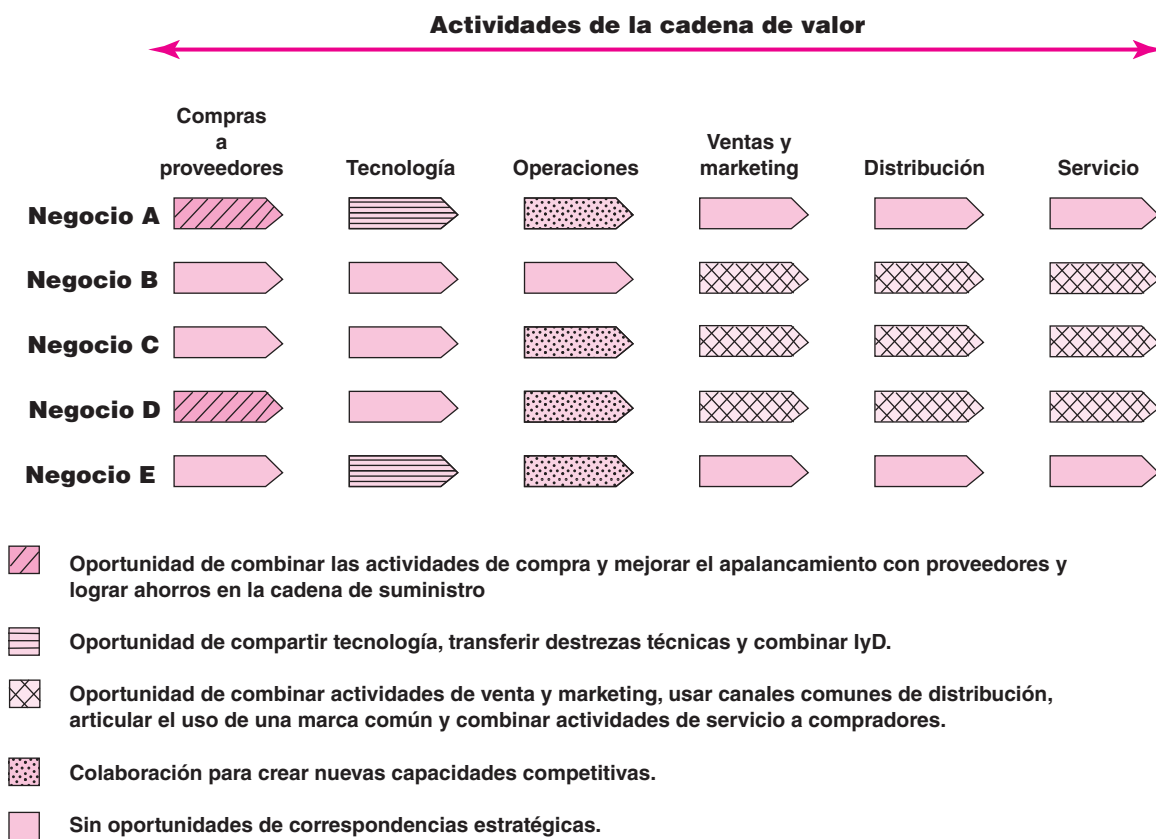 Actividades de la cadena de valor
Compras
a
proveedores
Tecnología
Operaciones
Ventas y
marketing
Distribución
Servicio
Negocio A
Negocio B
Negocio C
Negocio D
Negocio E
Oportunidad de combinar las actividades de compra y mejorar el apalancamiento con proveedores y
lograr ahorros en la cadena de suministro
Oportunidad de compartir tecnología, transferir destrezas técnicas y combinar IyD.
Oportunidad de combinar actividades de venta y marketing, usar canales comunes de distribución,
articular el uso de una marca común y combinar actividades de servicio a compradores.
Colaboración para crear nuevas capacidades competitivas.
Sin oportunidades de correspondencias estratégicas.